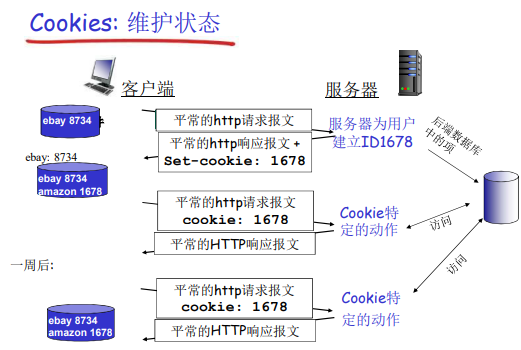 Cookies: 维护状态
客户端
服务器
ebay 8734
平常的http请求报文
服务器为用户
建立ID1678
后端数据库
中的项
平常的http响应报文 +
Set-cookie: 1678
ebay: 8734
ebay 8734
amazon 1678
平常的http请求报文
cookie: 1678
Cookie特
定的动作
访问
平常的HTTP响应报文
一周后:
访问
平常的http请求报文
cookie: 1678
Cookie特
定的动作
ebay 8734
amazon 1678
平常的HTTP响应报文